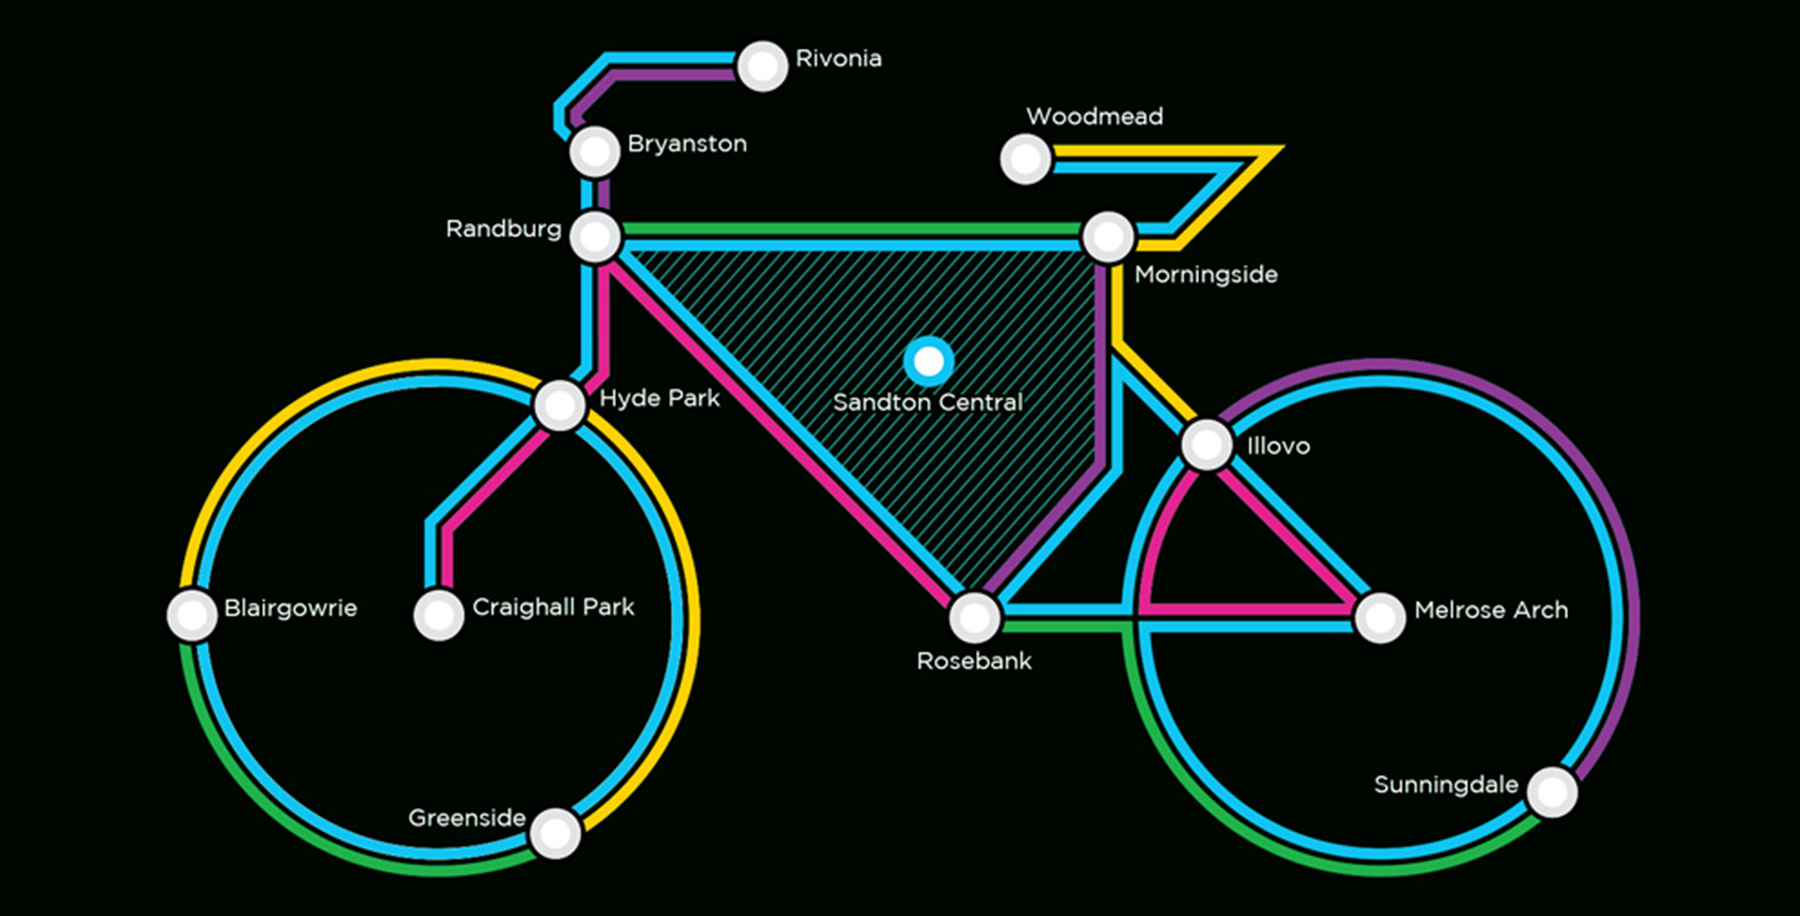 Rivonia
Woodmead
Bryanston
Randburg
Morningside
Hyde Park
Sandton Central
Illovo
Blairgowrie
Craighall Park
Melrose Arch
Rosebank
Sunningdale
Greenside